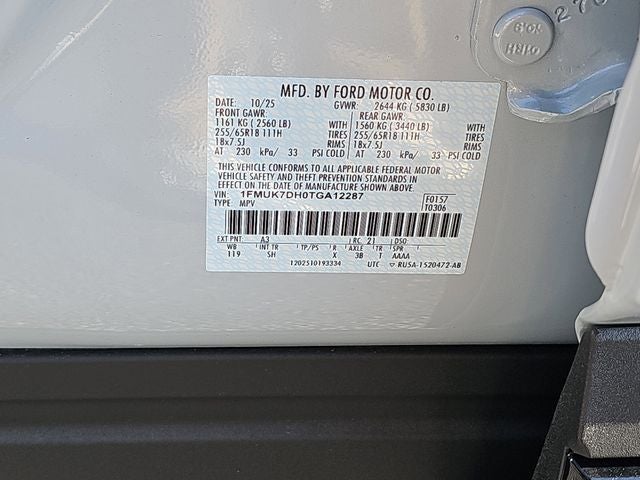 270
MFD. BY FORD MOTOR CO.
DATE: 10/25 GVWR: 2644 KG ( 5830 LB)
FRONT GAWR: REAR GAWR:
1161 KG ( 2560 LB) WITH 1560 KG ( 3440 LB) WITH
255/65R18 111H TIRES 255/65R18 111H TIRES
18x7.5J RIMS 18x7.5J RIMS
AT 230 kPa/ 33 PSI COLD AT 230 kPa/ 33 PSI COLD
THIS VEHICLE CONFORMS TO ALL APPLICABLE FEDERAL MOTOR
VEHICLE SAFETY AND THEFT PREVENTION STANDARDS IN
EFFECT ON THE DATE OF MANUFACTURE SHOWN ABOVE.
VIN: 1FMUK7DH0TGA12287 F0157
TYPE: MPV T0306
EXT PNT: A3 RC: 21 DSO
WB INT TR TP/PS R AXLE TR SPR
119 SH X 3B T AAAA
1202510193334 UTC RU5A-1520472-AB